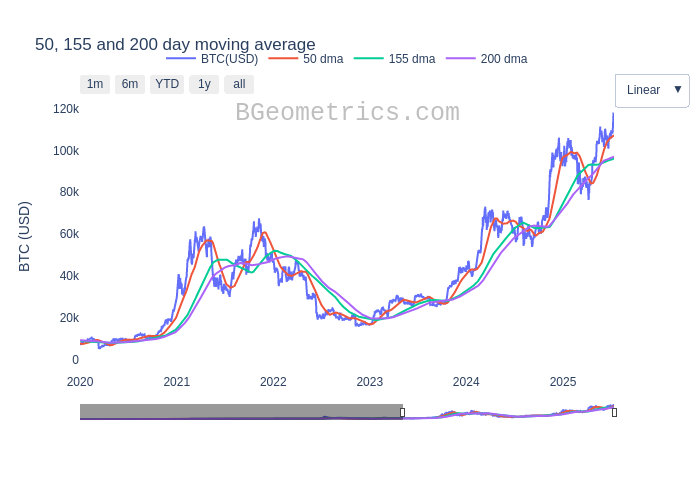 50, 155 and 200 day moving average
BTC(USD) 50 dma 155 dma 200 dma
1m 6m YTD 1y all
Linear ▼
BGeometrics.com
120k
100k
80k
60k
40k
20k
0
BTC (USD)
2020 2021 2022 2023 2024 2025